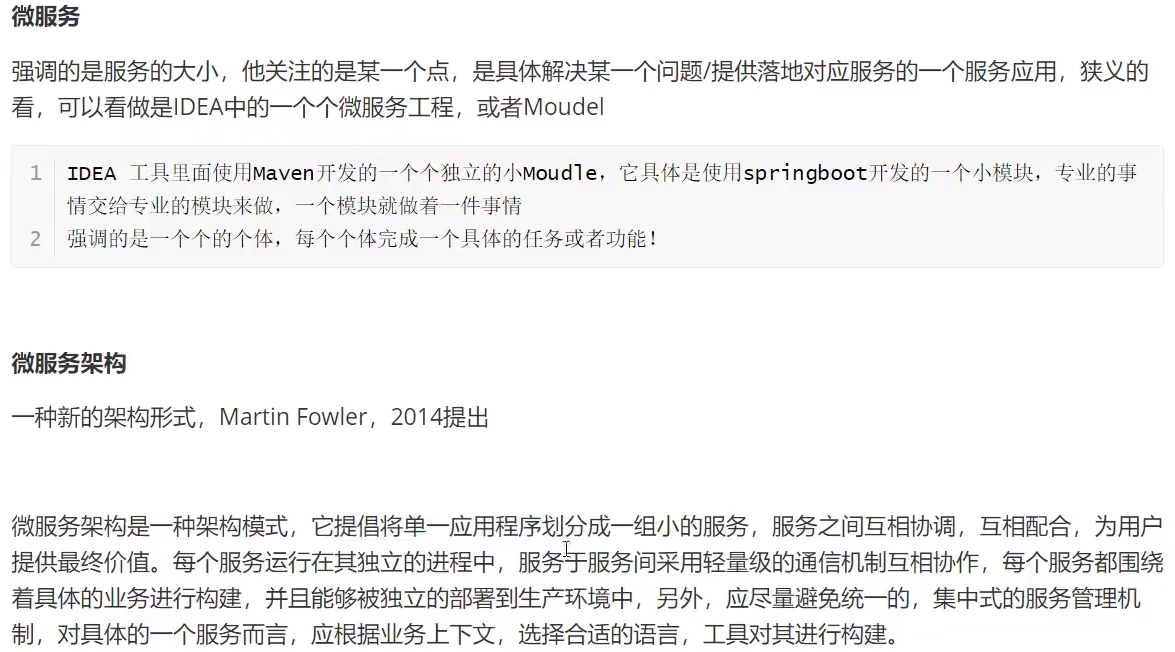 微服务
强调的是服务的大小，他关注的是某一个点，是具体解决某一个问题/提供落地对应服务的一个服务应用，狭义的
看，可以看做是IDEA中的一个个微服务工程，或者Moudel
1 IDEA 工具里面使用Maven开发的一个个独立的小Moudle，它具体是使用springboot开发的一个小模块，专业的事
情交给专业的模块来做，一个模块就做着一件事情
2 强调的是一个个的个体，每个个体完成一个具体的任务或者功能！
微服务架构
一种新的架构形式，Martin Fowler，2014提出
微服务架构是一种架构模式，它提倡将单一应用程序划分成一组小的服务，服务之间互相协调，互相配合，为用户
提供最终价值。每个服务运行在其独立的进程中，服务于服务间采用轻量级的通信机制互相协作，每个服务都围绕
着具体的业务进行构建，并且能够被独立的部署到生产环境中，另外，应尽量避免统一的，集中式的服务管理机
制，对具体的一个服务而言，应根据业务上下文，选择合适的语言，工具对其进行构建。